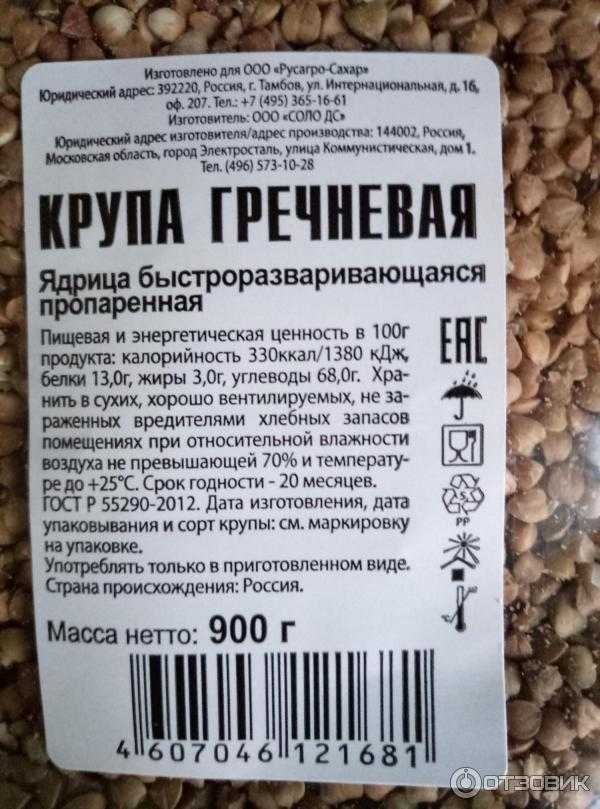 Изготовлено для ООО «Русагро-Сахар»
Юридический адрес: 392220, Россия, г. Тамбов, ул. Интернациональная, д. 16,
оф. 207. Тел.: +7 (495) 365-16-61
Изготовитель: ООО «СОЛО ДС»
Юридический адрес изготовителя/адрес производства: 144002, Россия,
Московская область, город Электросталь, улица Коммунистическая, дом 1.
Тел. (496) 573-10-28
КРУПА ГРЕЧНЕВАЯ
Ядрица быстроразваривающаяся
пропаренная
Пищевая и энергетическая ценность в 100г
продукта: калорийность 330ккал/1380 кДж,
белки 13,0г, жиры 3,0г, углеводы 68,0г. Хра-
нить в сухих, хорошо вентилируемых, не за-
раженных вредителями хлебных запасов
помещениях при относительной влажности
воздуха не превышающей 70% и температу-
ре до +25°С. Срок годности - 20 месяцев.
ГОСТ Р 55290-2012. Дата изготовления, дата
упаковывания и сорт крупы: см. маркировку
на упаковке.
Употреблять только в приготовленном виде.
Страна происхождения: Россия.
ЕАС
5
PP
Масса нетто: 900 г
4 607046 121681
ОТЗОВИК